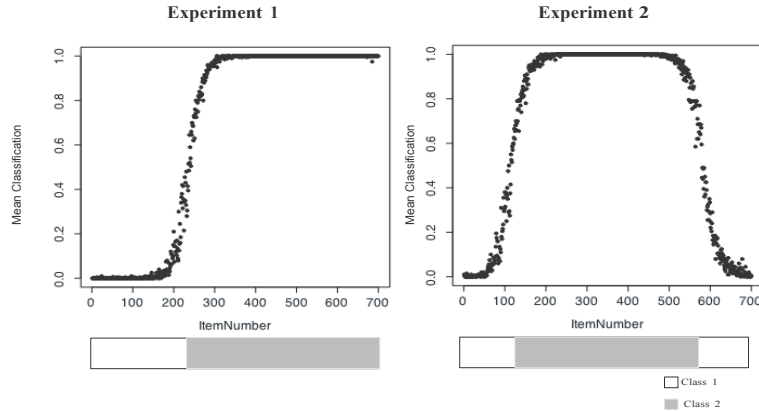 Experiment 1
Mean Classification
0.0 0.2 0.4 0.6 0.8 1.0
0 100 200 300 400 500 600 700
ItemNumber
Experiment 2
Mean Classification
0.0 0.2 0.4 0.6 0.8 1.0
0 100 200 300 400 500 600 700
ItemNumber
Class 1
Class 2